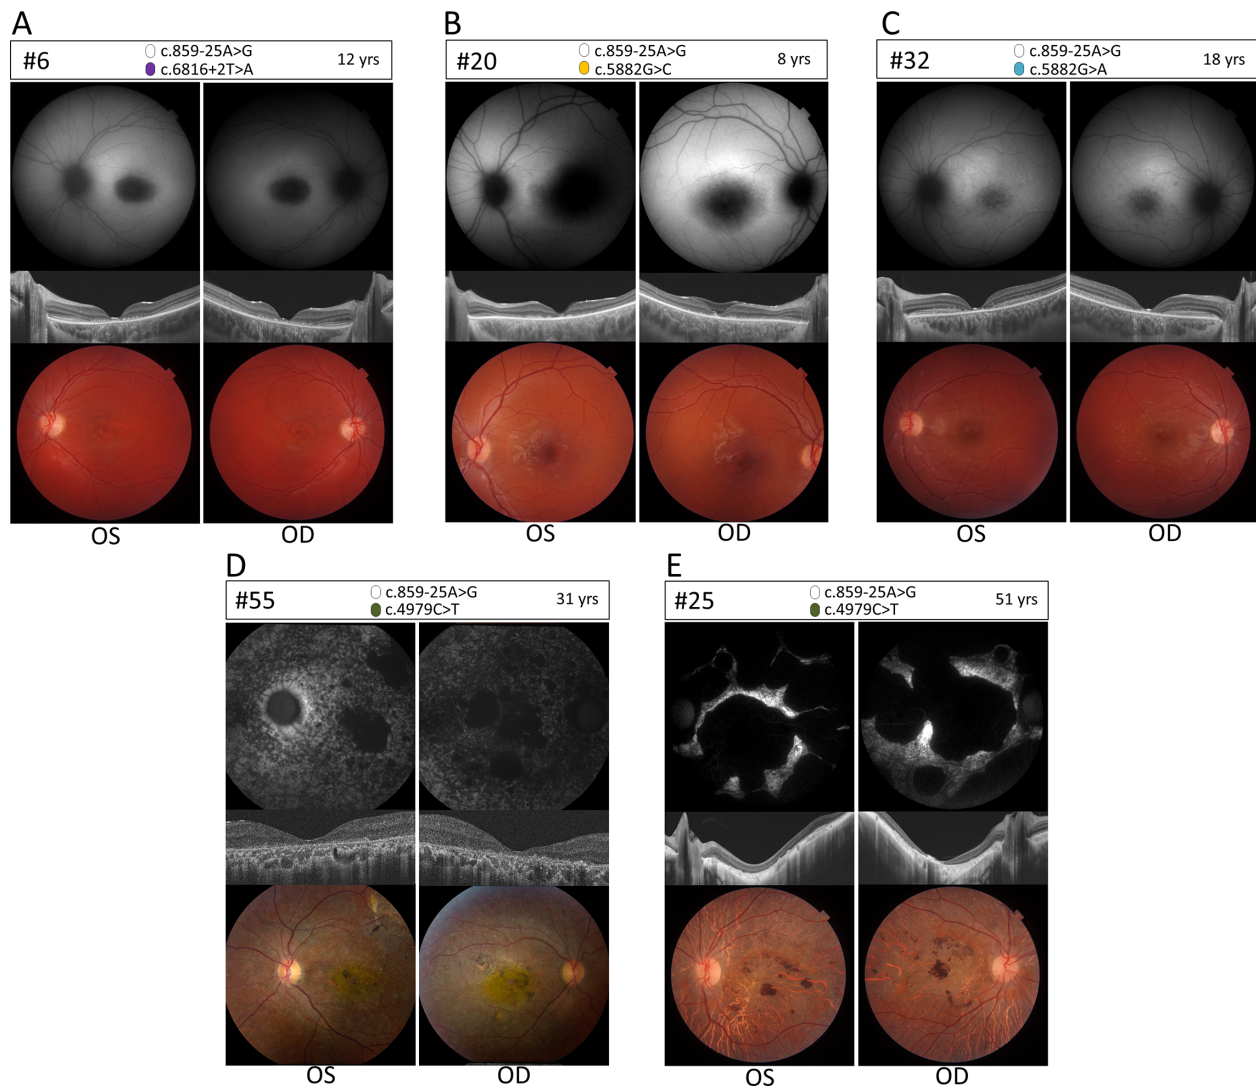 A
#6
c.859-25A>G
c.6816+2T>A
12 yrs
OS
OD
B
#20
c.859-25A>G
c.5882G>C
8 yrs
OS
OD
C
#32
c.859-25A>G
c.5882G>A
18 yrs
OS
OD
D
#55
c.859-25A>G
c.4979C>T
31 yrs
OS
OD
E
#25
c.859-25A>G
c.4979C>T
51 yrs
OS
OD